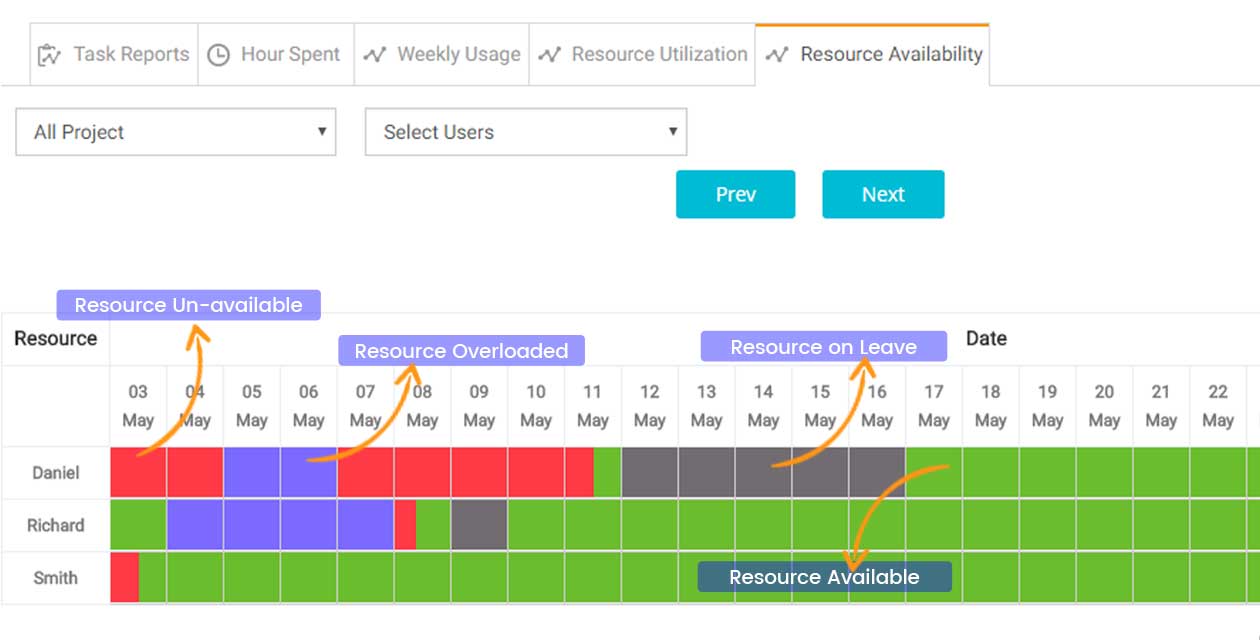 Task Reports Hour Spent Weekly Usage Resource Utilization Resource Availability
All Project Select Users
Prev Next
Resource Un-available
Resource Overloaded
Resource on Leave
Resource Date
03 04 05 06 07 08 09 10 11 12 13 14 15 16 17 18 19 20 21 22
May May May May May May May May May May May May May May May May May May May May
Daniel
Richard
Smith
Resource Available